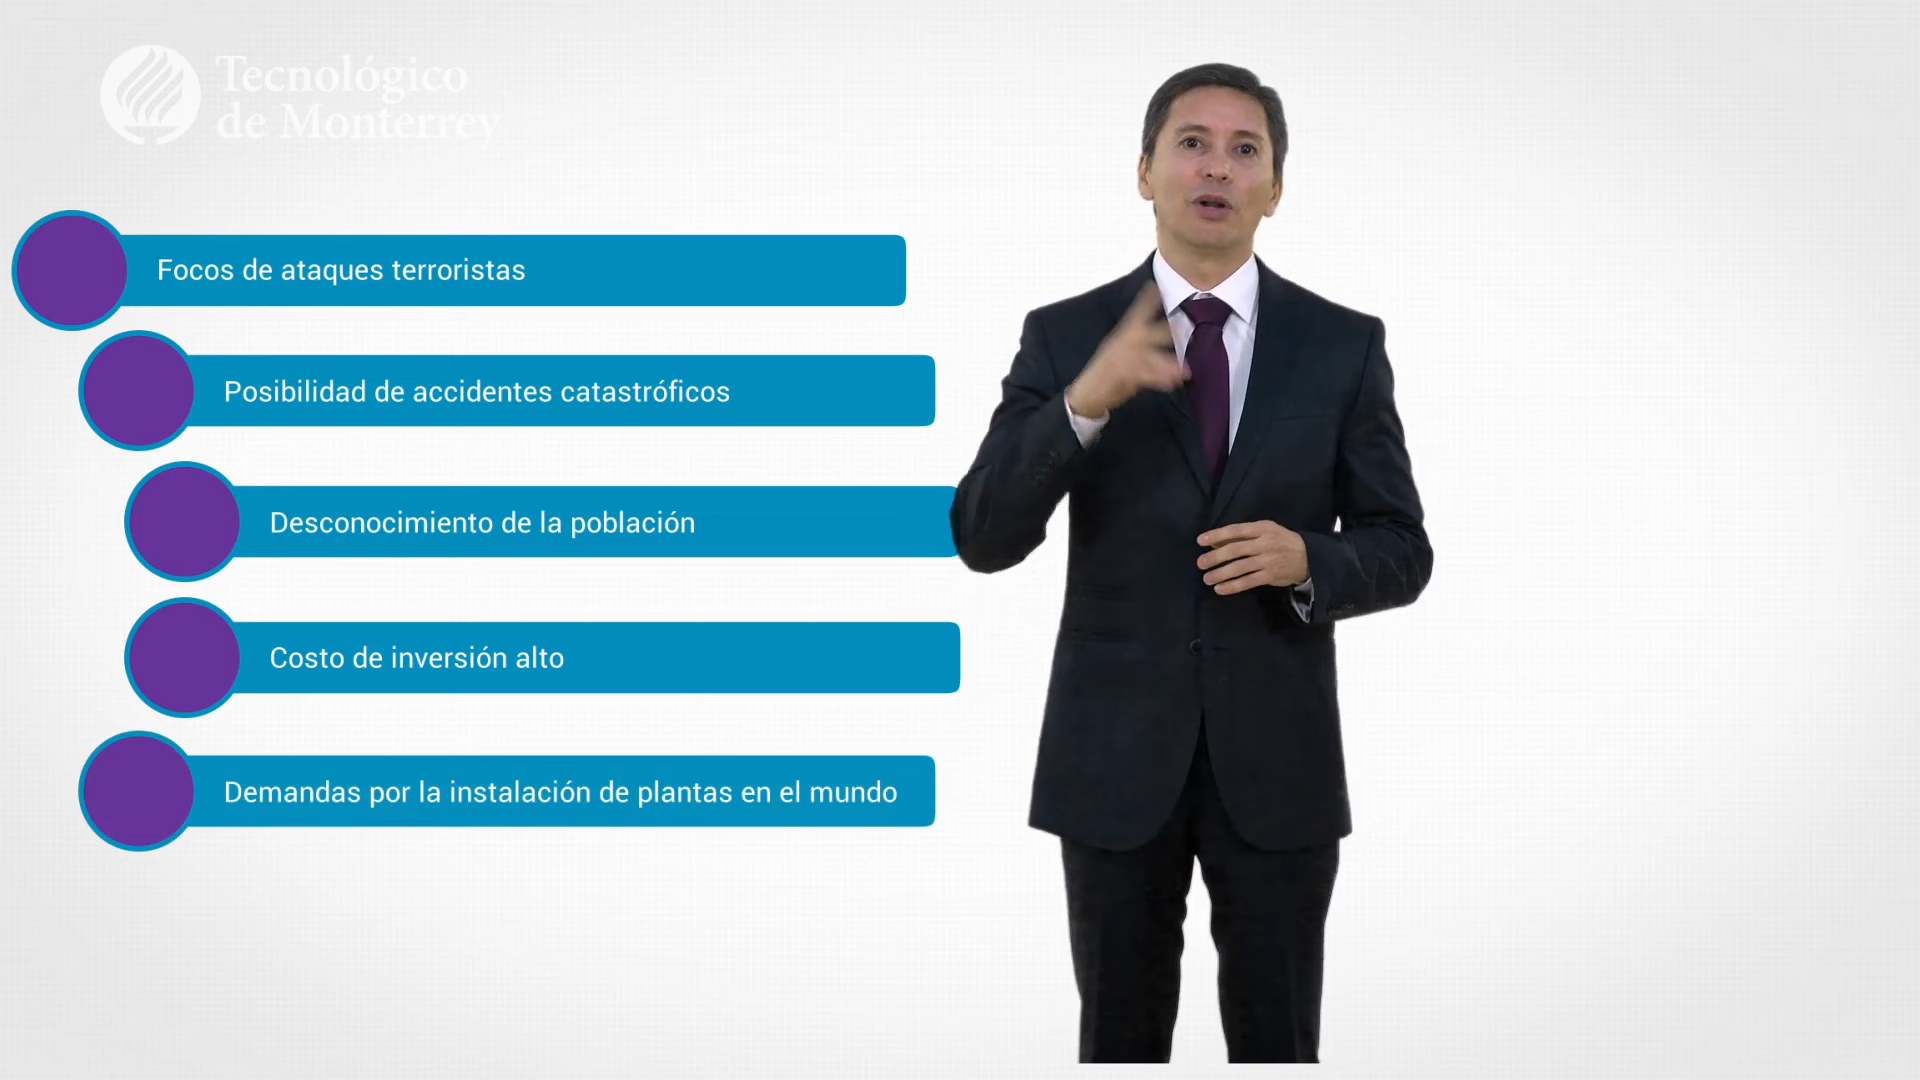 Tecnológico
de Monterrey
Focos de ataques terroristas
Posibilidad de accidentes catastróficos
Desconocimiento de la población
Costo de inversión alto
Demandas por la instalación de plantas en el mundo